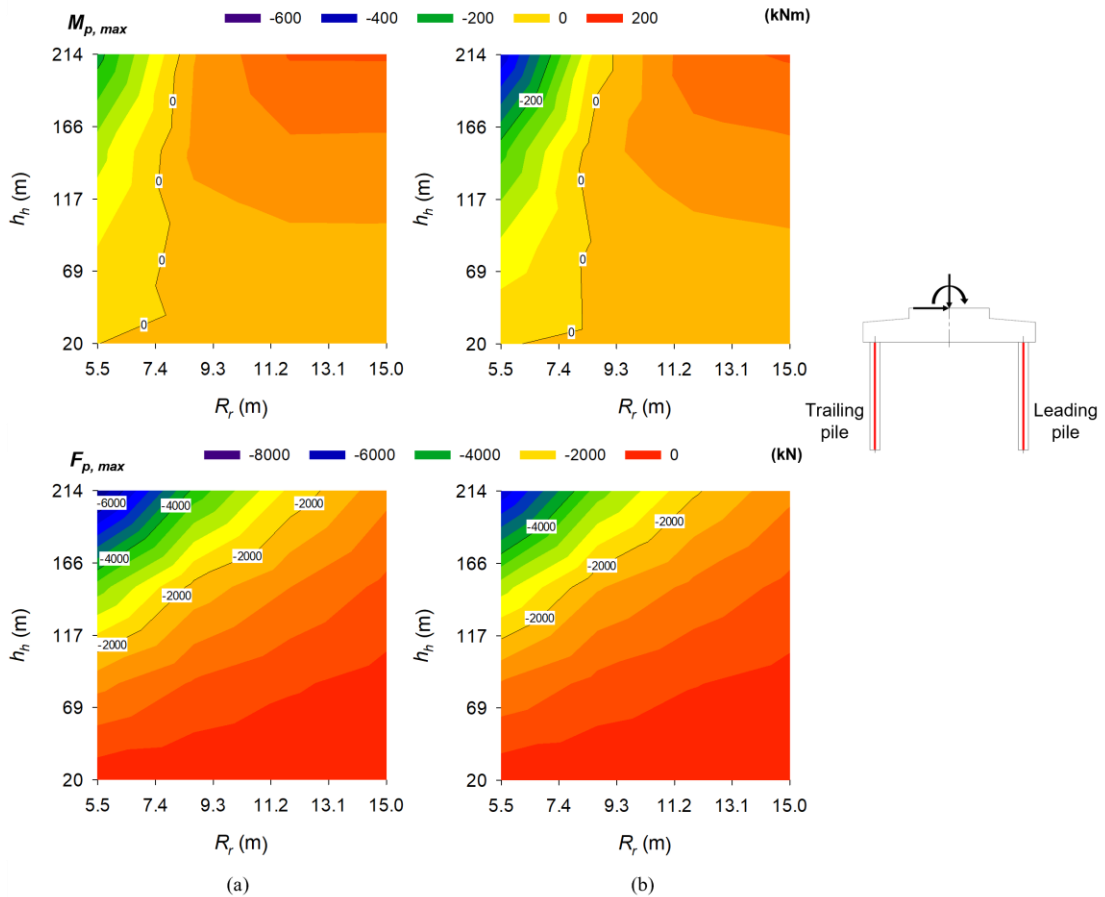 M_p, max -600 -400 -200 0 200 (kNm)
214
166
117
69
20
h_h (m)
0
0
0
0
5.5 7.4 9.3 11.2 13.1 15.0
R_r (m)
214
166
117
69
20
h_h (m)
-200
0
0
0
0
5.5 7.4 9.3 11.2 13.1 15.0
R_r (m)
Trailing pile
Leading pile
F_p, max -8000 -6000 -4000 -2000 0 (kN)
214
166
117
69
20
h_h (m)
-6000
-4000
-2000
-4000
-2000
-2000
-2000
5.5 7.4 9.3 11.2 13.1 15.0
R_r (m)
214
166
117
69
20
h_h (m)
-4000
-2000
-2000
-2000
5.5 7.4 9.3 11.2 13.1 15.0
R_r (m)
(a) (b)